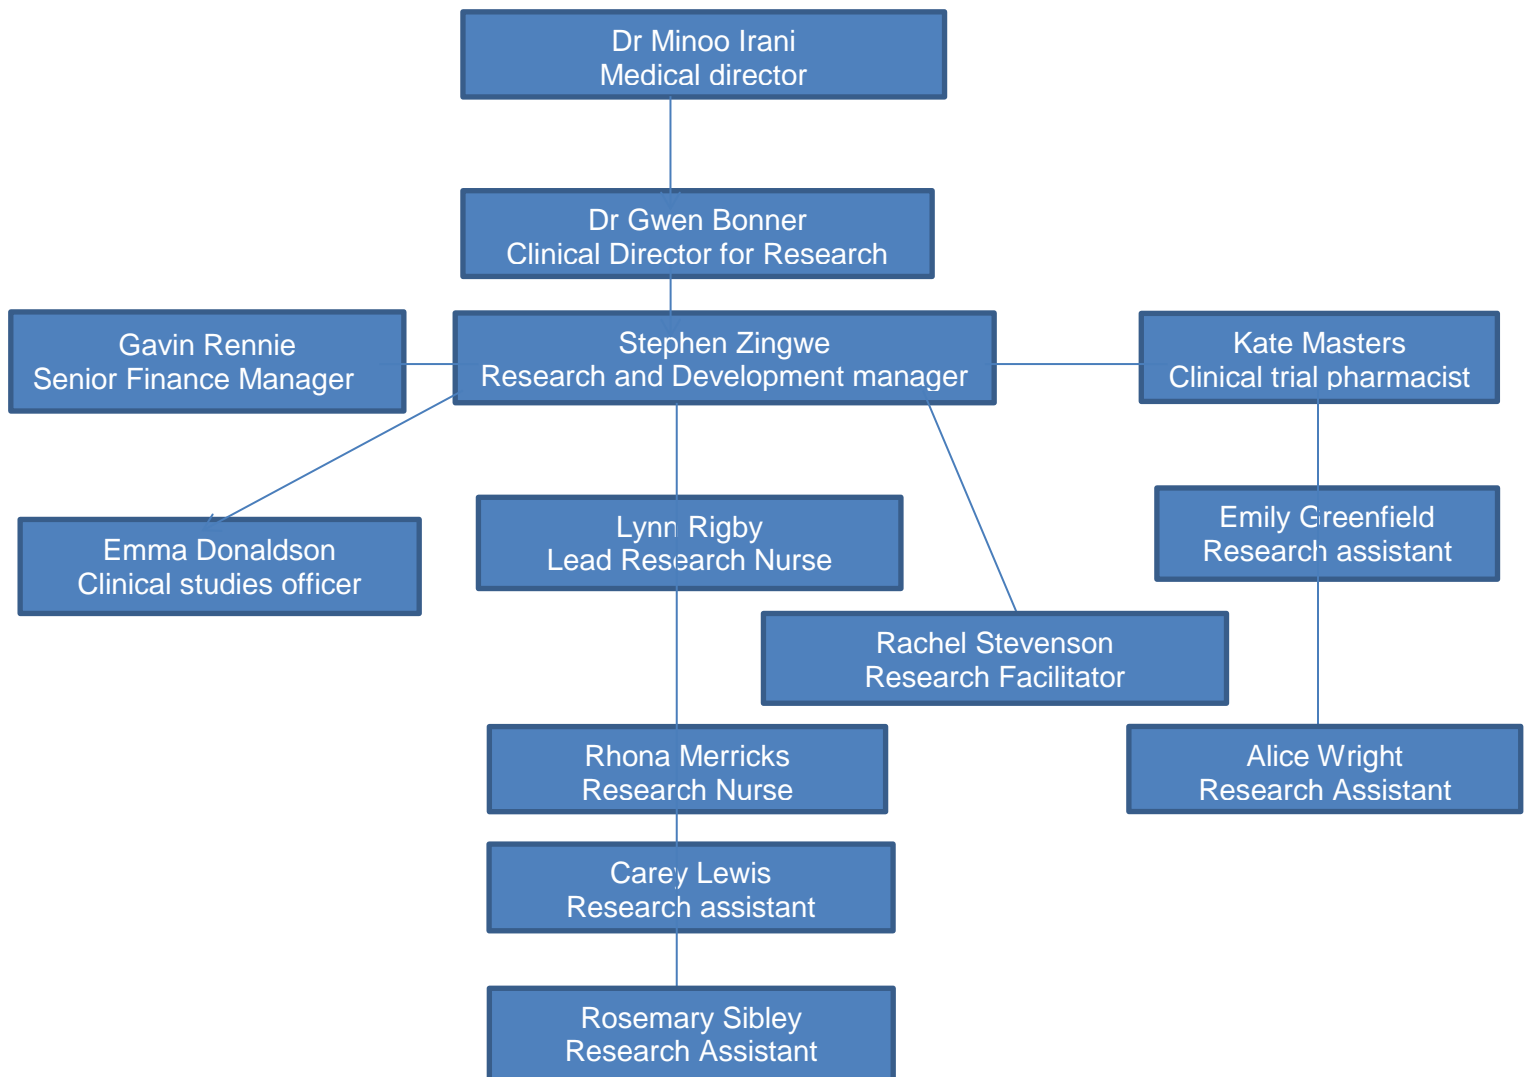 Dr Minoo Irani
Medical director
Dr Gwen Bonner
Clinical Director for Research
Gavin Rennie
Senior Finance Manager
Stephen Zingwe
Research and Development manager
Kate Masters
Clinical trial pharmacist
Emma Donaldson
Clinical studies officer
Lynn Rigby
Lead Research Nurse
Emily Greenfield
Research assistant
Rachel Stevenson
Research Facilitator
Rhona Merricks
Research Nurse
Alice Wright
Research Assistant
Carey Lewis
Research assistant
Rosemary Sibley
Research Assistant